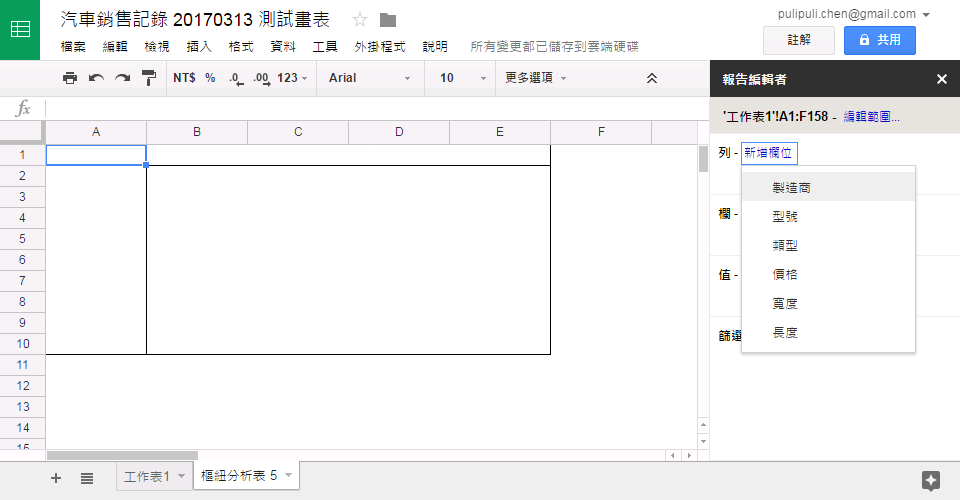 汽車銷售記錄 20170313 測試畫表
pulipuli.chen@gmail.com
檔案 編輯 檢視 插入 格式 資料 工具 外掛程式 說明 所有變更都已儲存到雲端硬碟
註解 共用
NT$ % .0 .00 123 Arial 10 更多選項
報告編輯者
fx
'工作表1'!A1:F158 - 編輯範圍...
A B C D E F
列 - 新增欄位
1
2
3
4
5
6
7
8
9
10
11
12
13
14
15
製造商
型號
類型
價格
寬度
長度
欄 -
值 -
篩選
工作表1 樞紐分析表 5